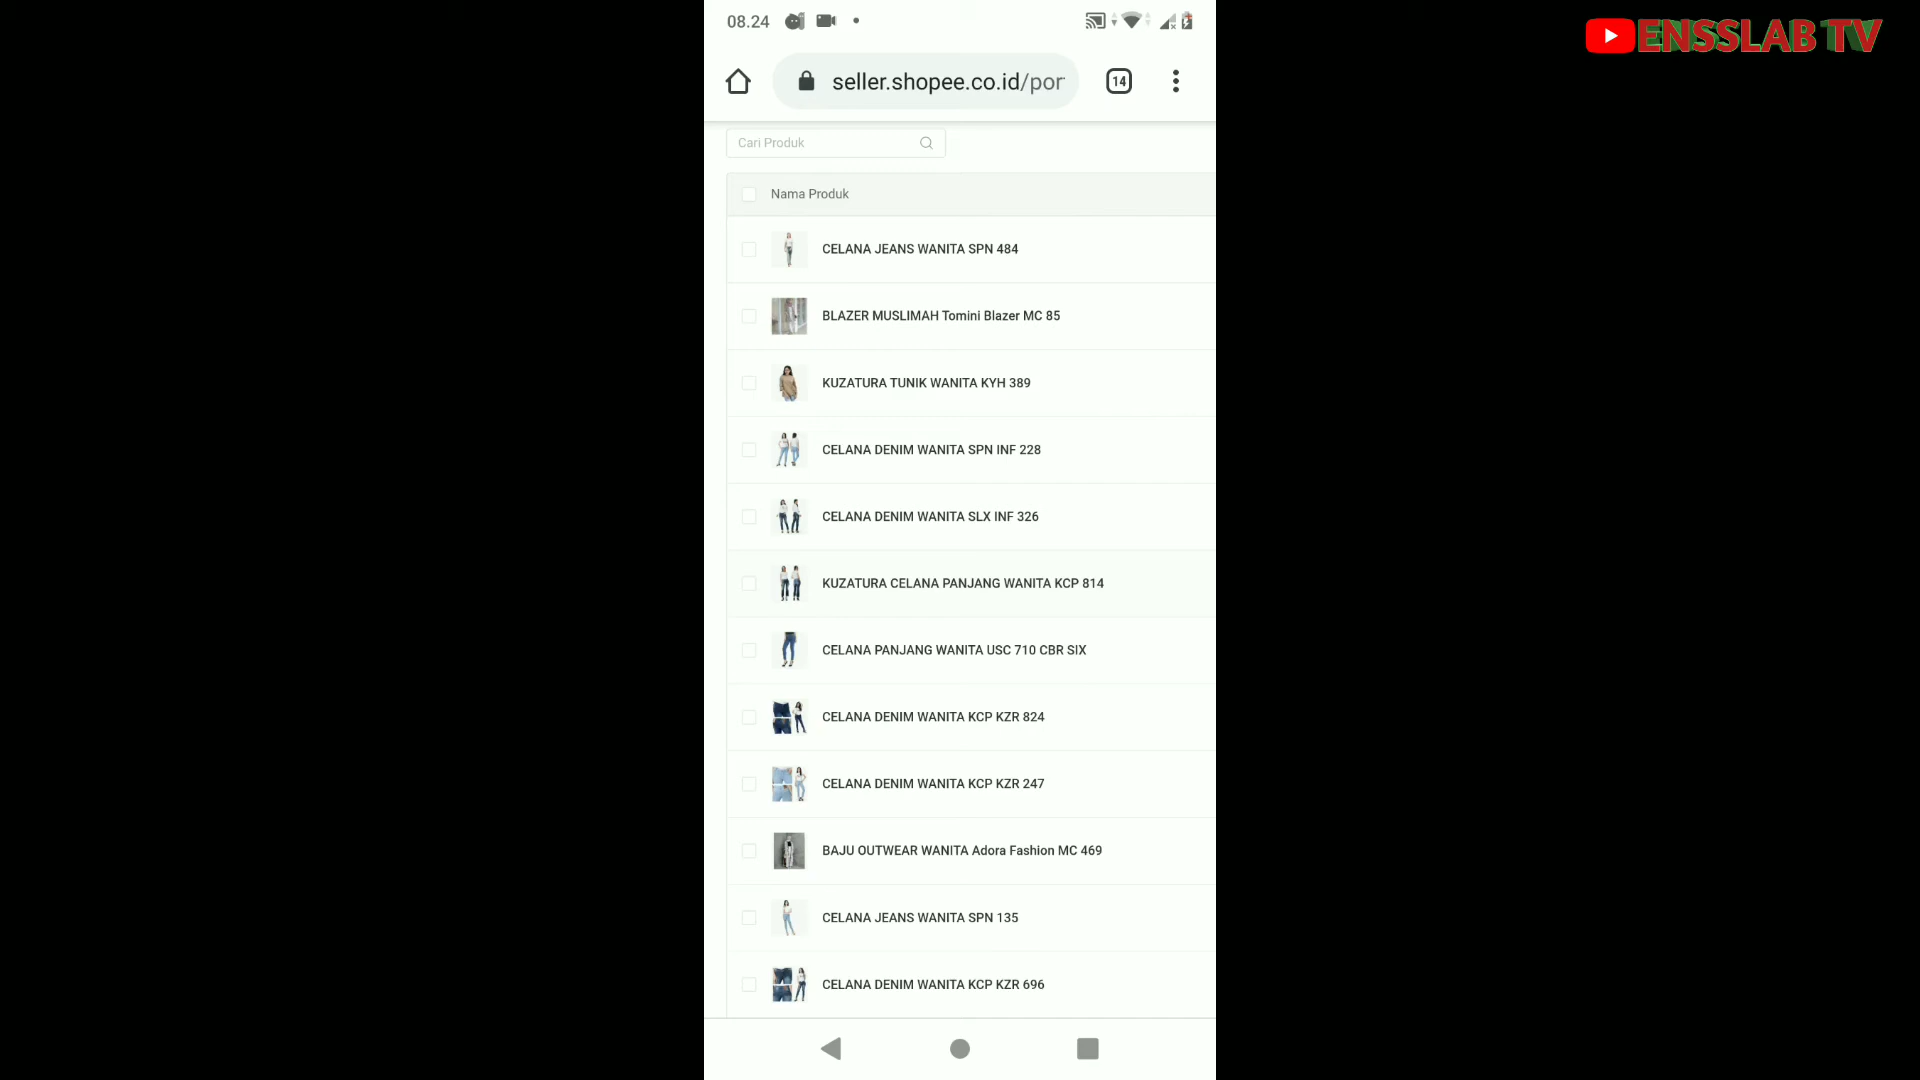 08.24
ENSSLAB TV
seller.shopee.co.id/por
14
Cari Produk
Nama Produk
CELANA JEANS WANITA SPN 484
BLAZER MUSLIMAH Tomini Blazer MC 85
KUZATURA TUNIK WANITA KYH 389
CELANA DENIM WANITA SPN INF 228
CELANA DENIM WANITA SLX INF 326
KUZATURA CELANA PANJANG WANITA KCP 814
CELANA PANJANG WANITA USC 710 CBR SIX
CELANA DENIM WANITA KCP KZR 824
CELANA DENIM WANITA KCP KZR 247
BAJU OUTWEAR WANITA Adora Fashion MC 469
CELANA JEANS WANITA SPN 135
CELANA DENIM WANITA KCP KZR 696